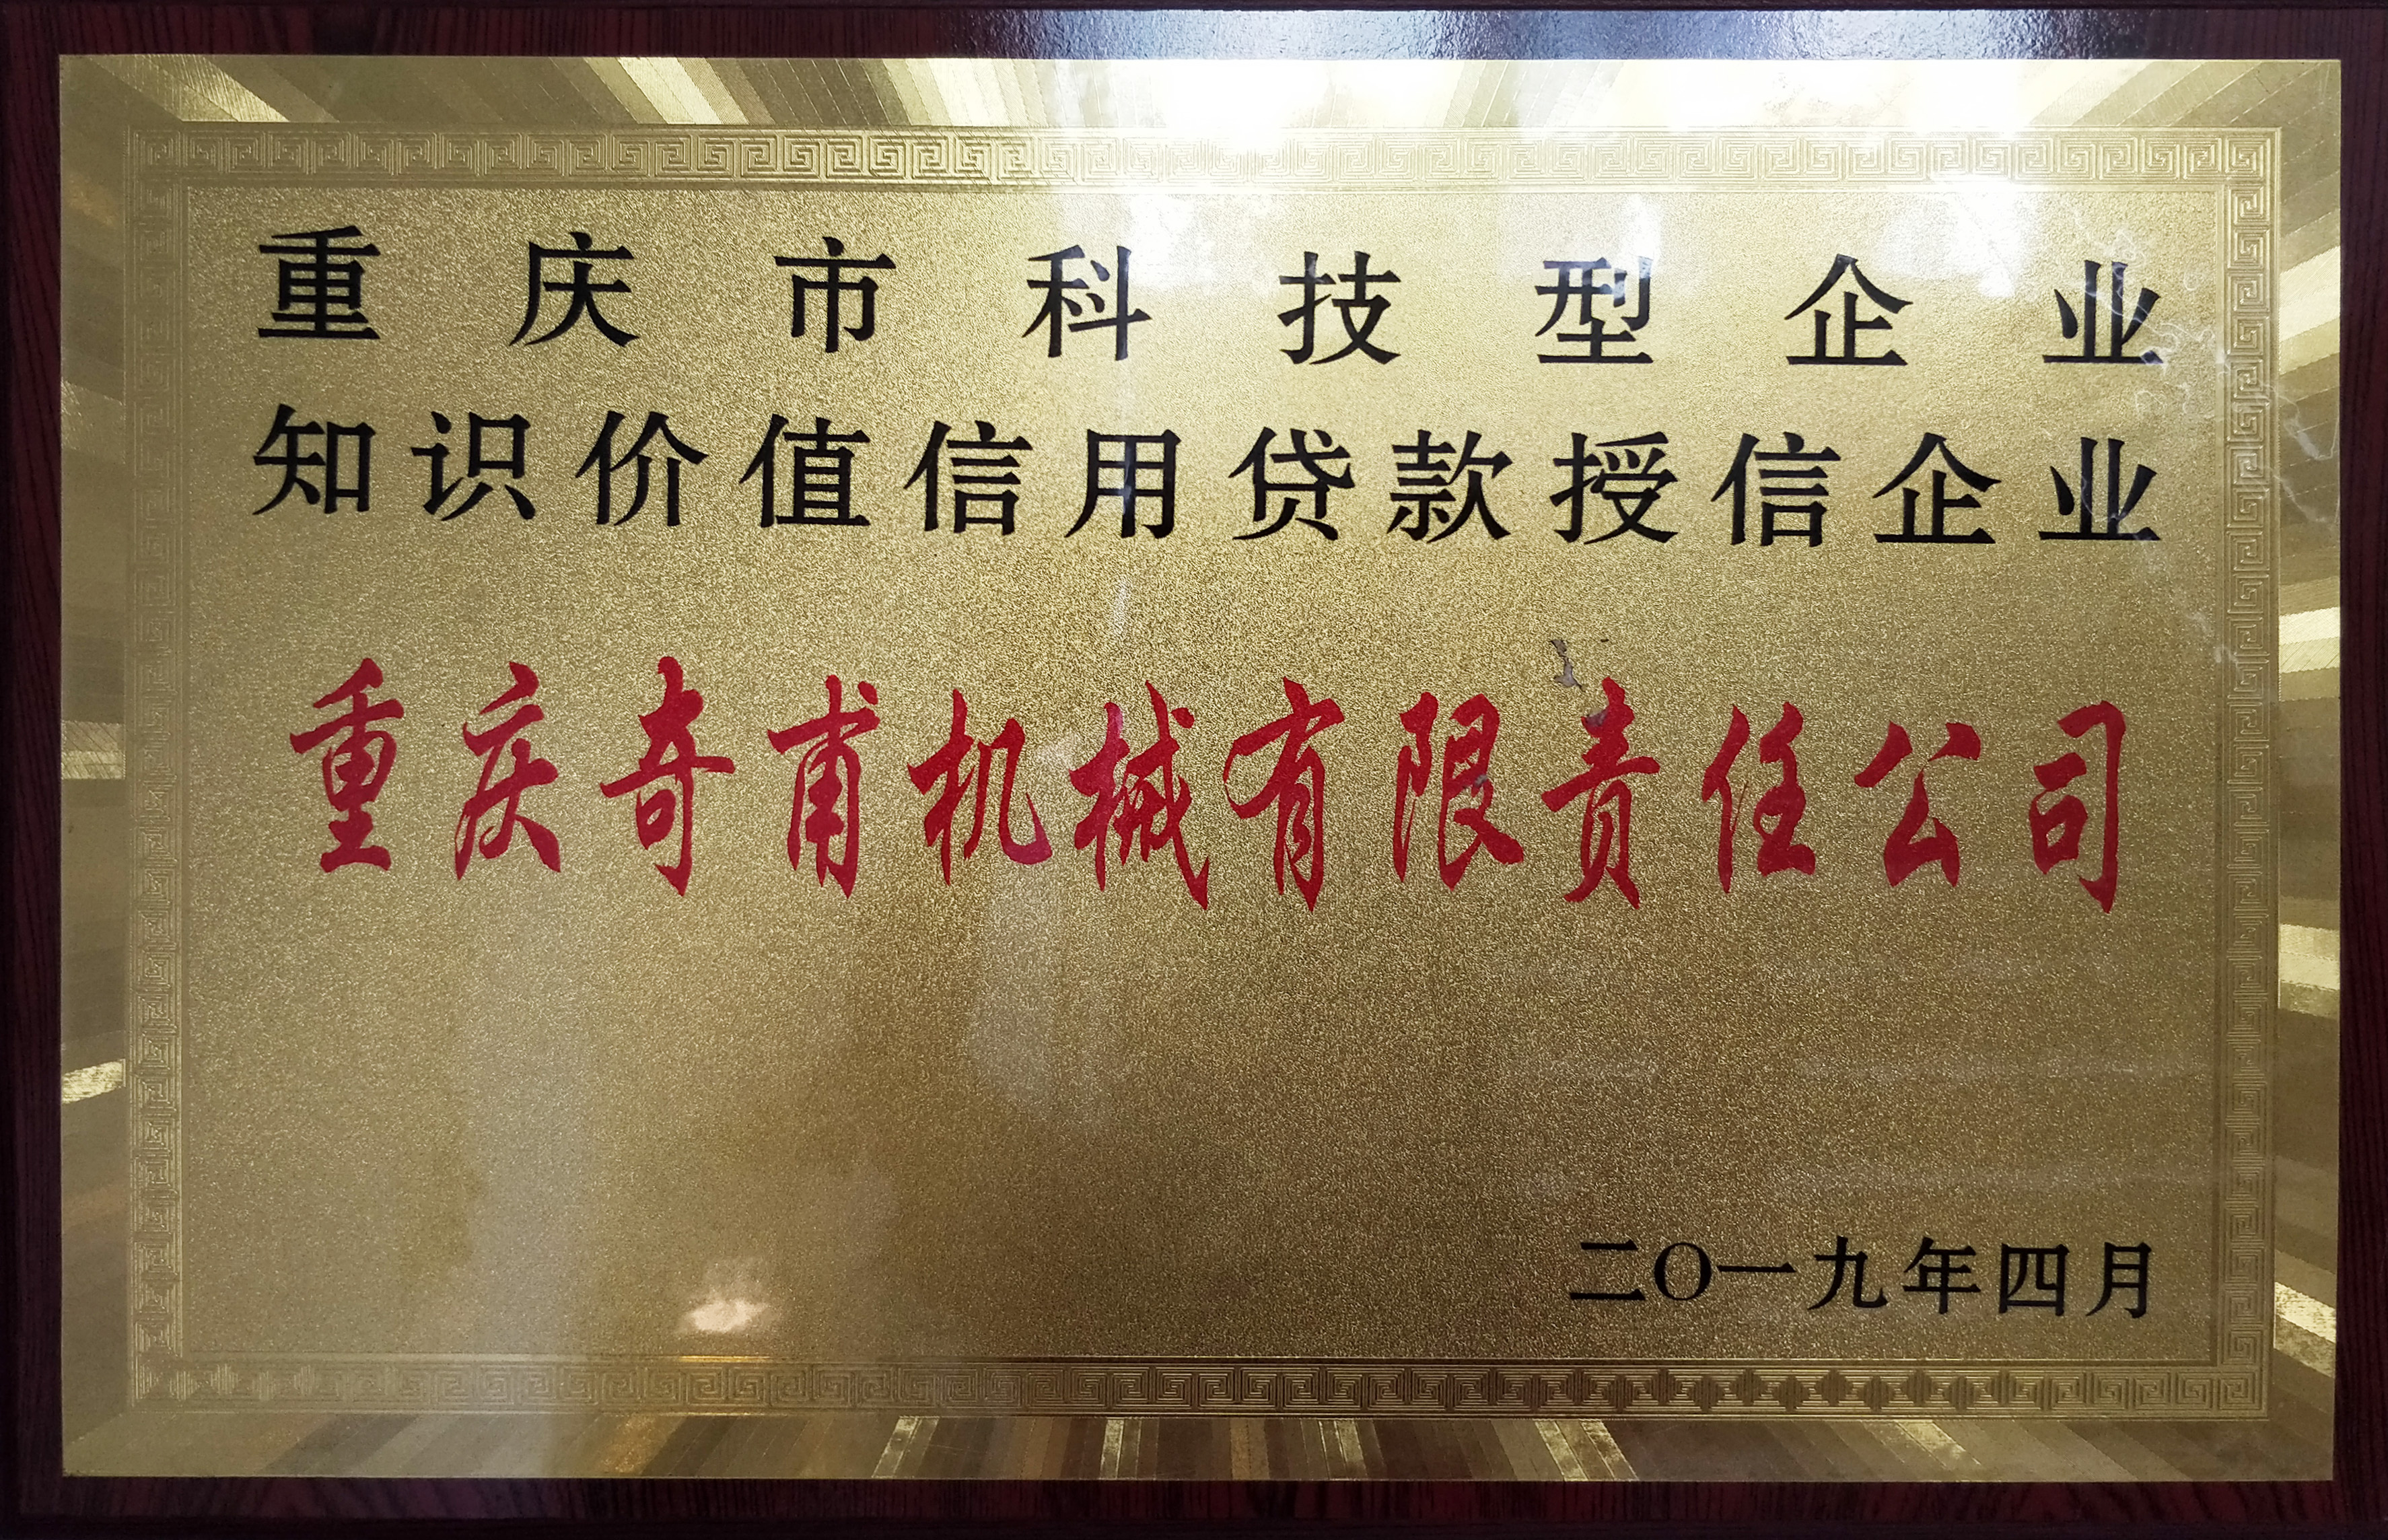 重庆市科技型企业
知识价值信用贷款授信企业
重庆奇甫机械有限责任公司
二〇一九年四月